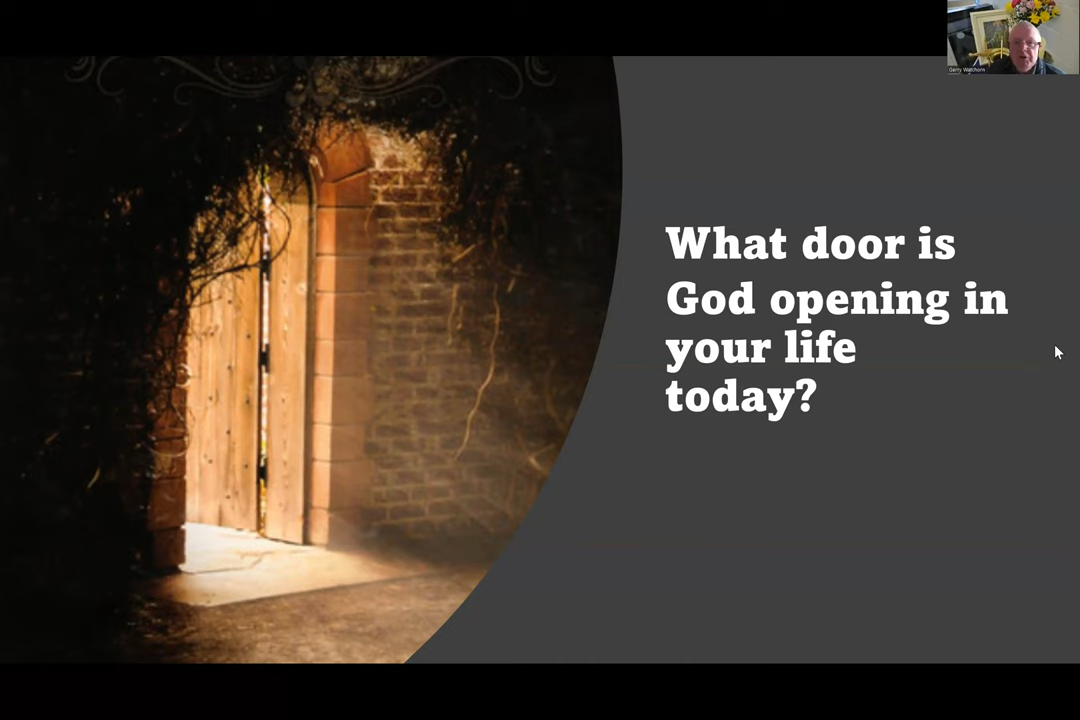 Gerry Watchorn
What door is
God opening in
your life
today?